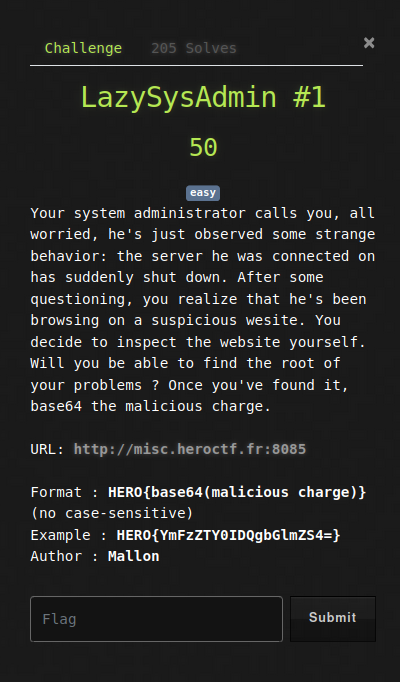 Challenge 205 Solves ×
LazySysAdmin #1
50
easy
Your system administrator calls you, all
worried, he's just observed some strange
behavior: the server he was connected on
has suddenly shut down. After some
questioning, you realize that he's been
browsing on a suspicious wesite. You
decide to inspect the website yourself.
Will you be able to find the root of
your problems ? Once you've found it,
base64 the malicious charge.
URL: http://misc.heroctf.fr:8085
Format : HERO{base64(malicious charge)}
(no case-sensitive)
Example : HERO{YmFzZTY0IDQgbGlmZS4=}
Author : Mallon
Flag Submit